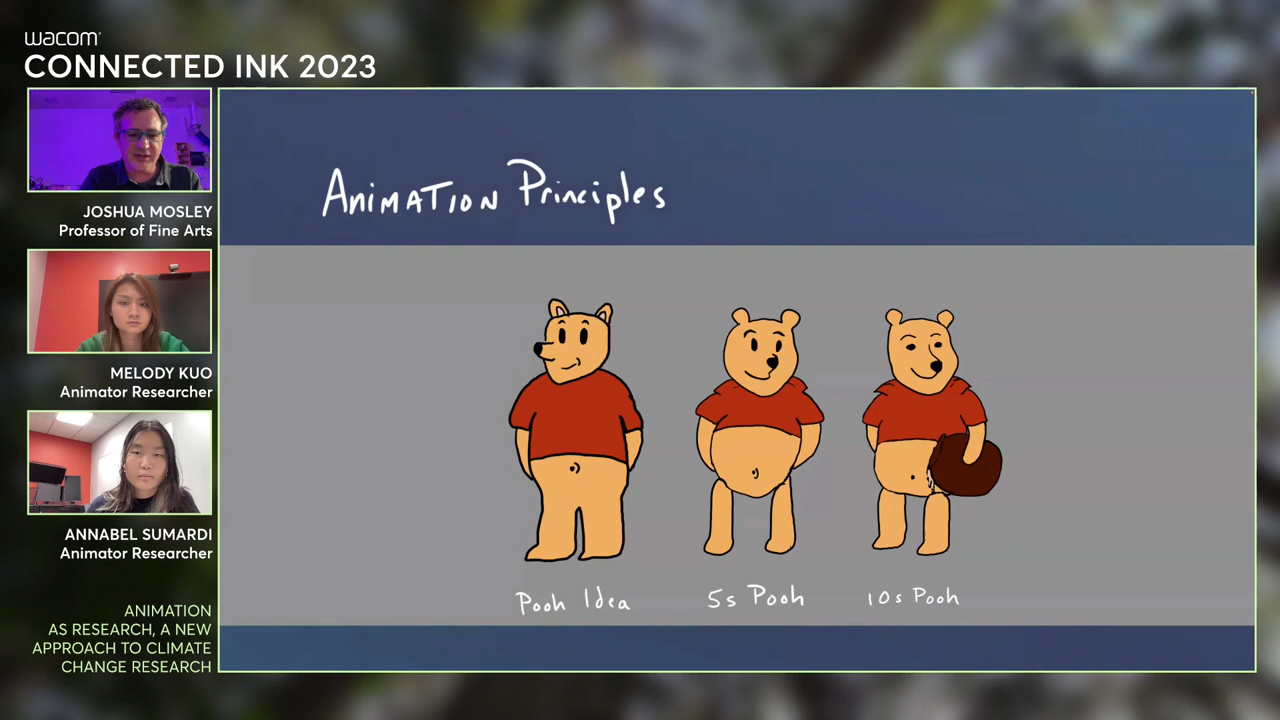 wacom
CONNECTED INK 2023
JOSHUA MOSLEY
Professor of Fine Arts
MELODY KUO
Animator Researcher
ANNABEL SUMARDI
Animator Researcher
ANIMATION
AS RESEARCH, A NEW
APPROACH TO CLIMATE
CHANGE RESEARCH
Animation Principles
Pooh Idea
5s Pooh
10s Pooh